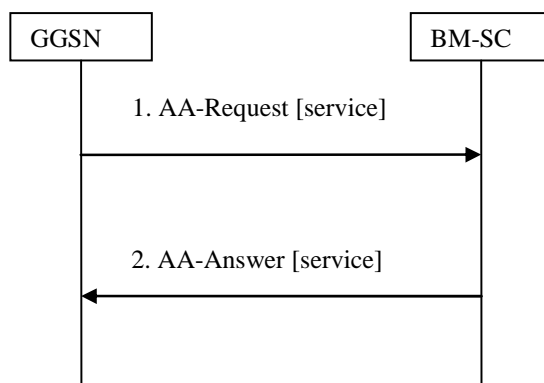 GGSN
BM-SC
1. AA-Request [service]
2. AA-Answer [service]